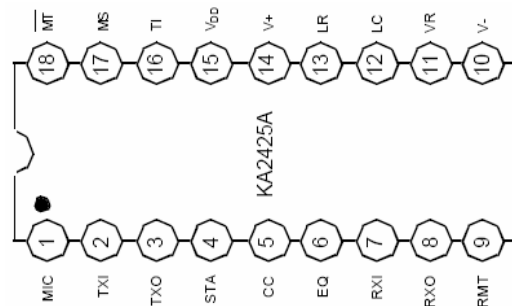 M̅T̅ MS TI VDD V+ LR LC VR V-
18 17 16 15 14 13 12 11 10
KA2425A
1 2 3 4 5 6 7 8 9
MIC TXI TXO STA CC EQ RXI RXO RMT